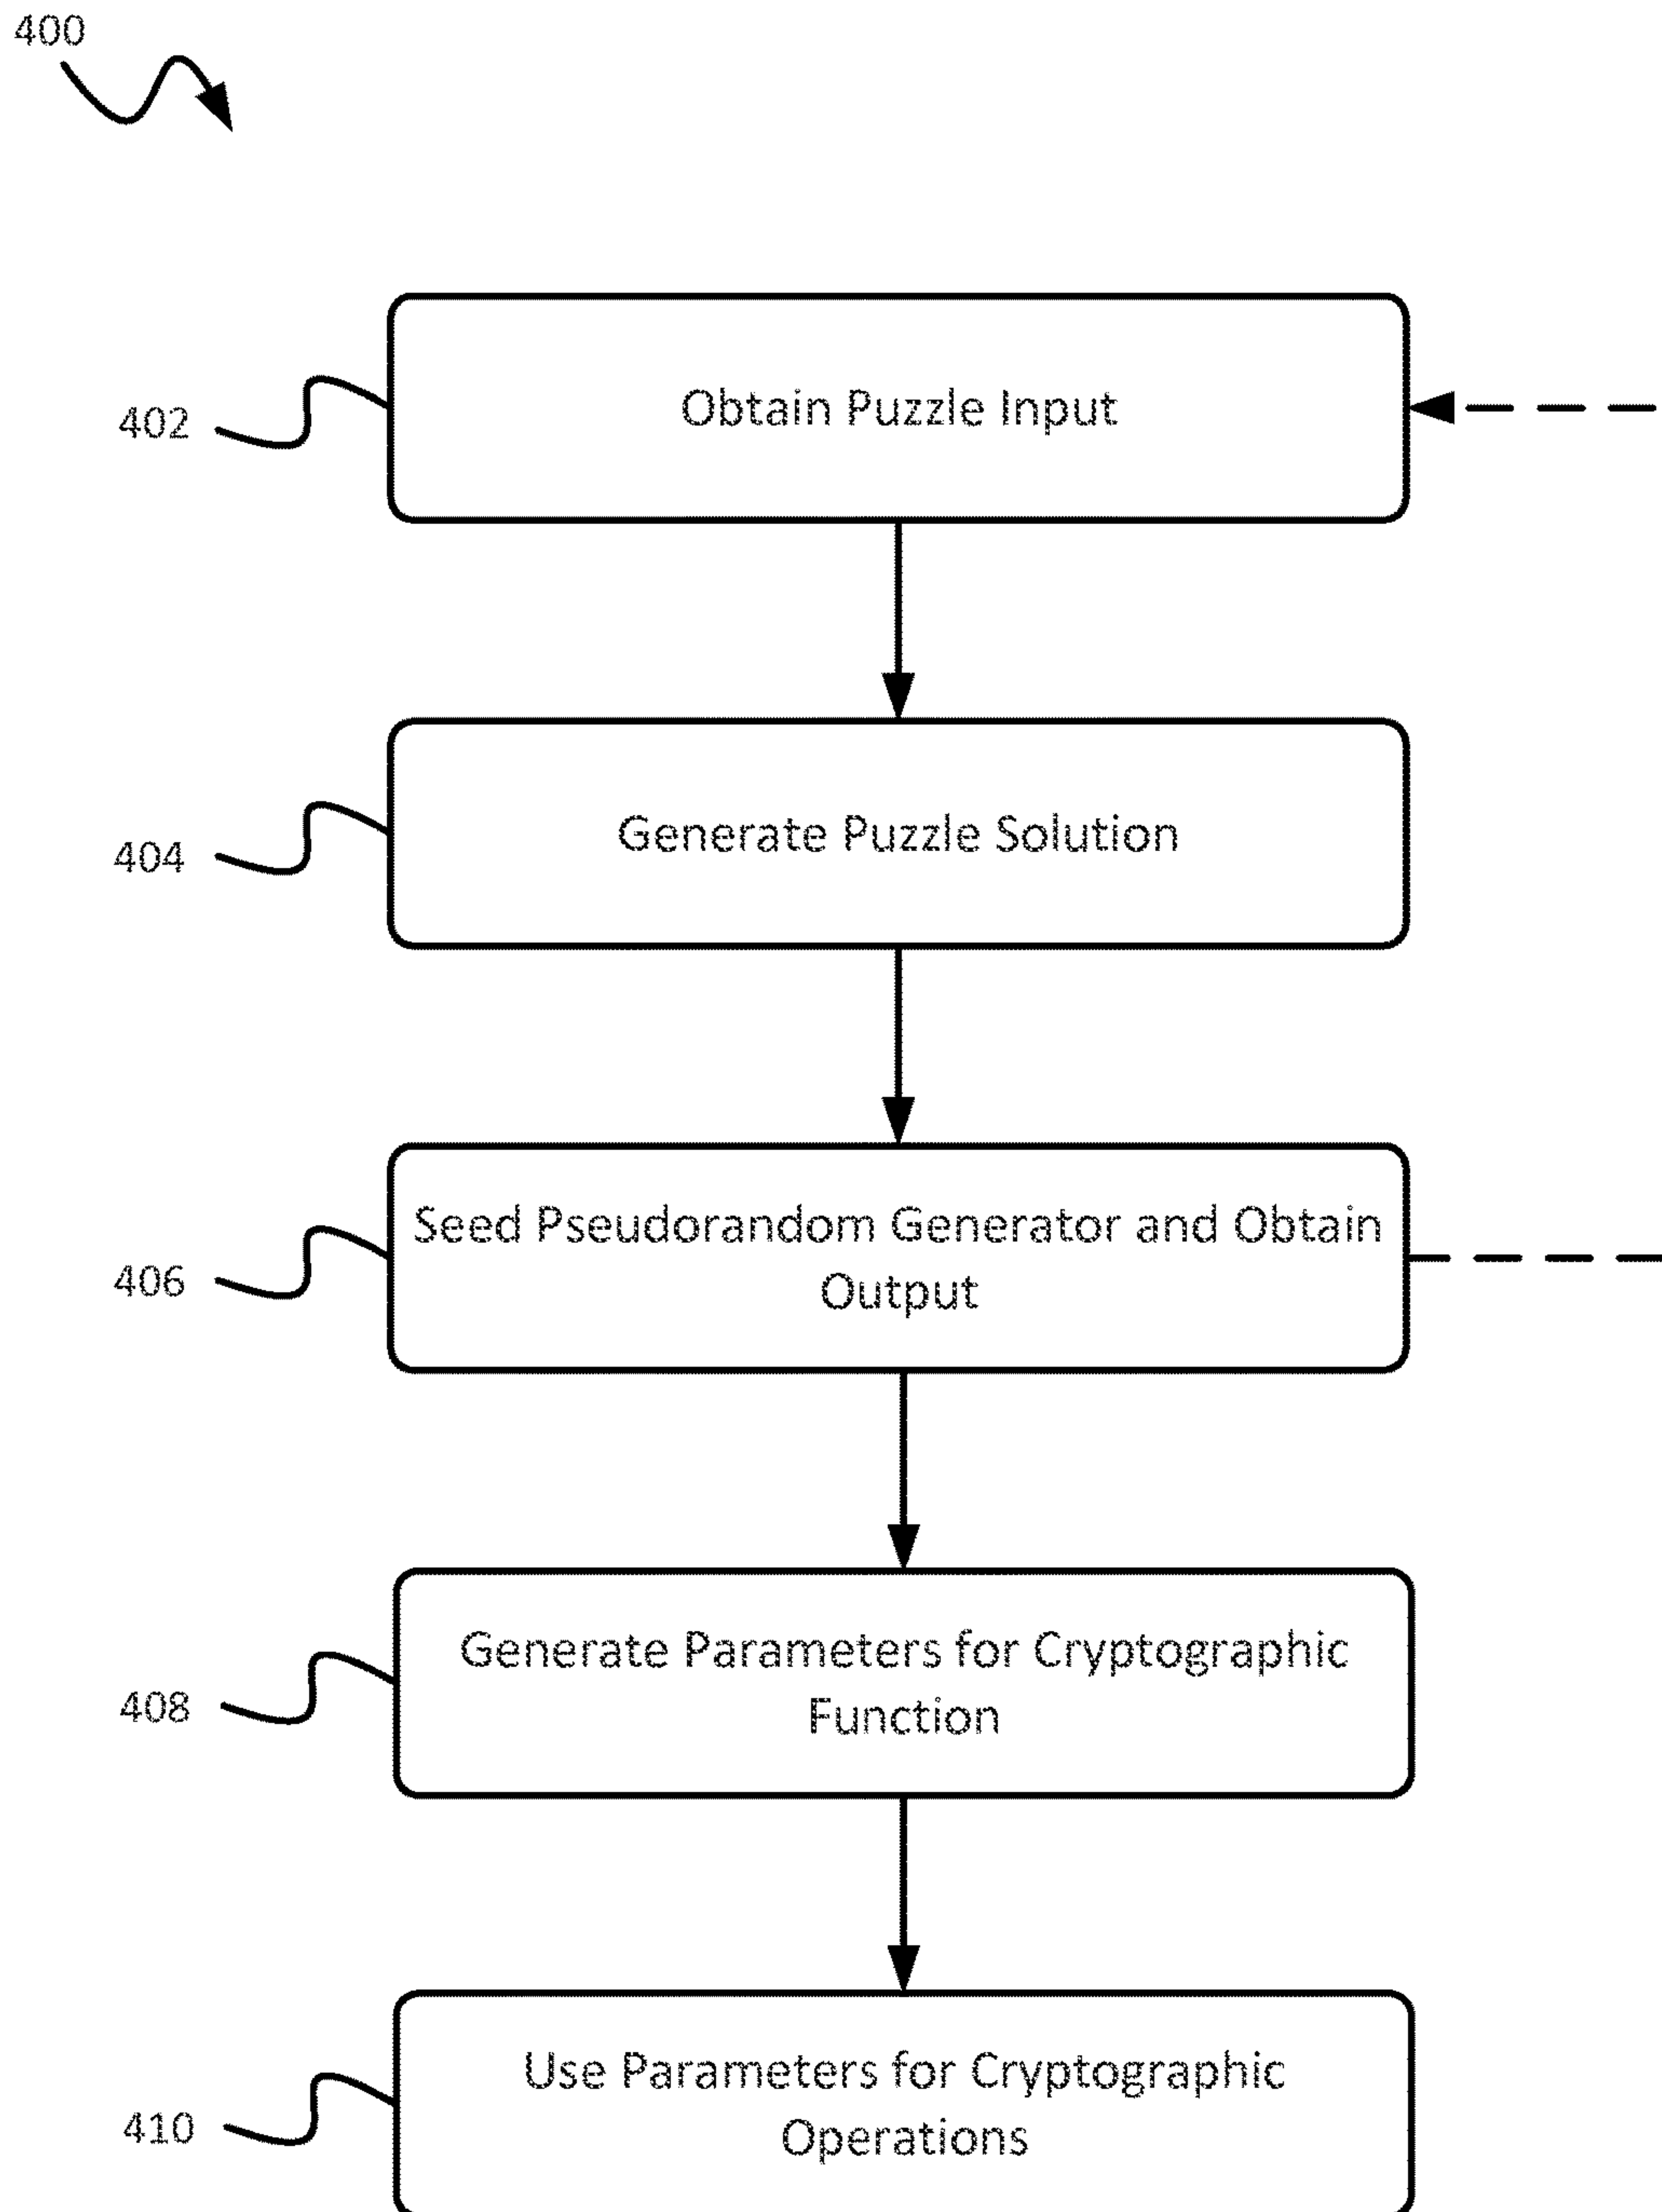 400
402
Obtain Puzzle Input
404
Generate Puzzle Solution
406
Seed Pseudorandom Generator and Obtain
Output
408
Generate Parameters for Cryptographic
Function
410
Use Parameters for Cryptographic
Operations